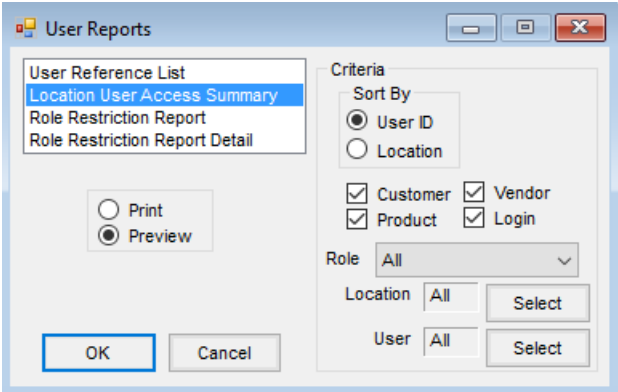 User Reports
User Reference List
Location User Access Summary
Role Restriction Report
Role Restriction Report Detail
Print
Preview
OK Cancel
Criteria
Sort By
User ID
Location
Customer Vendor
Product Login
Role All
Location All Select
User All Select